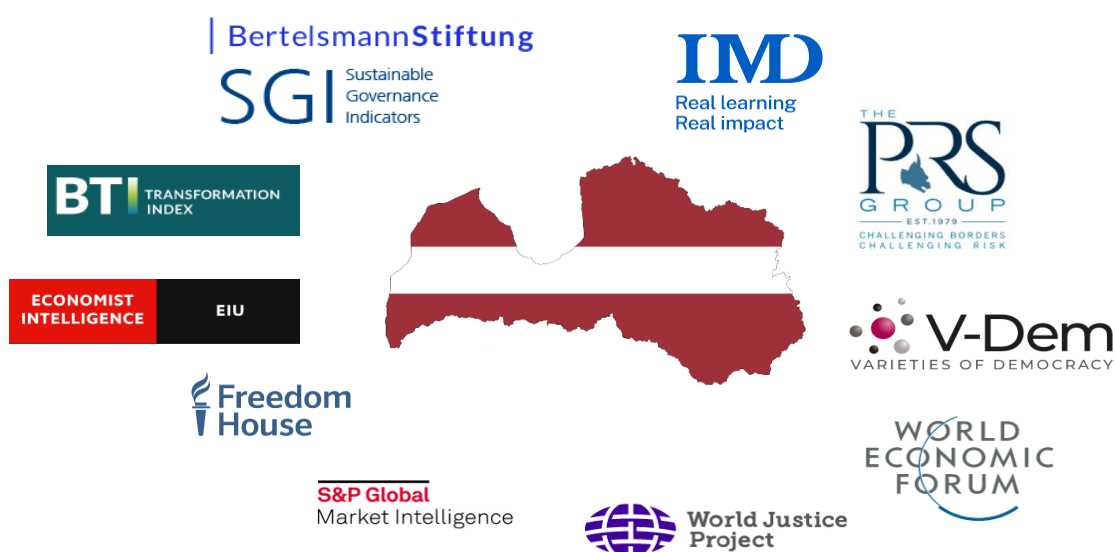 BertelsmannStiftung
SGI
Sustainable
Governance
Indicators
IMD
Real learning
Real impact
THE
PRS
GROUP
EST.1979
CHALLENGING BORDERS
CHALLENGING RISK
BTI
TRANSFORMATION
INDEX
ECONOMIST
INTELLIGENCE
EIU
V-Dem
VARIETIES OF DEMOCRACY
Freedom
House
WORLD
ECONOMIC
FORUM
S&P Global
Market Intelligence
World Justice
Project